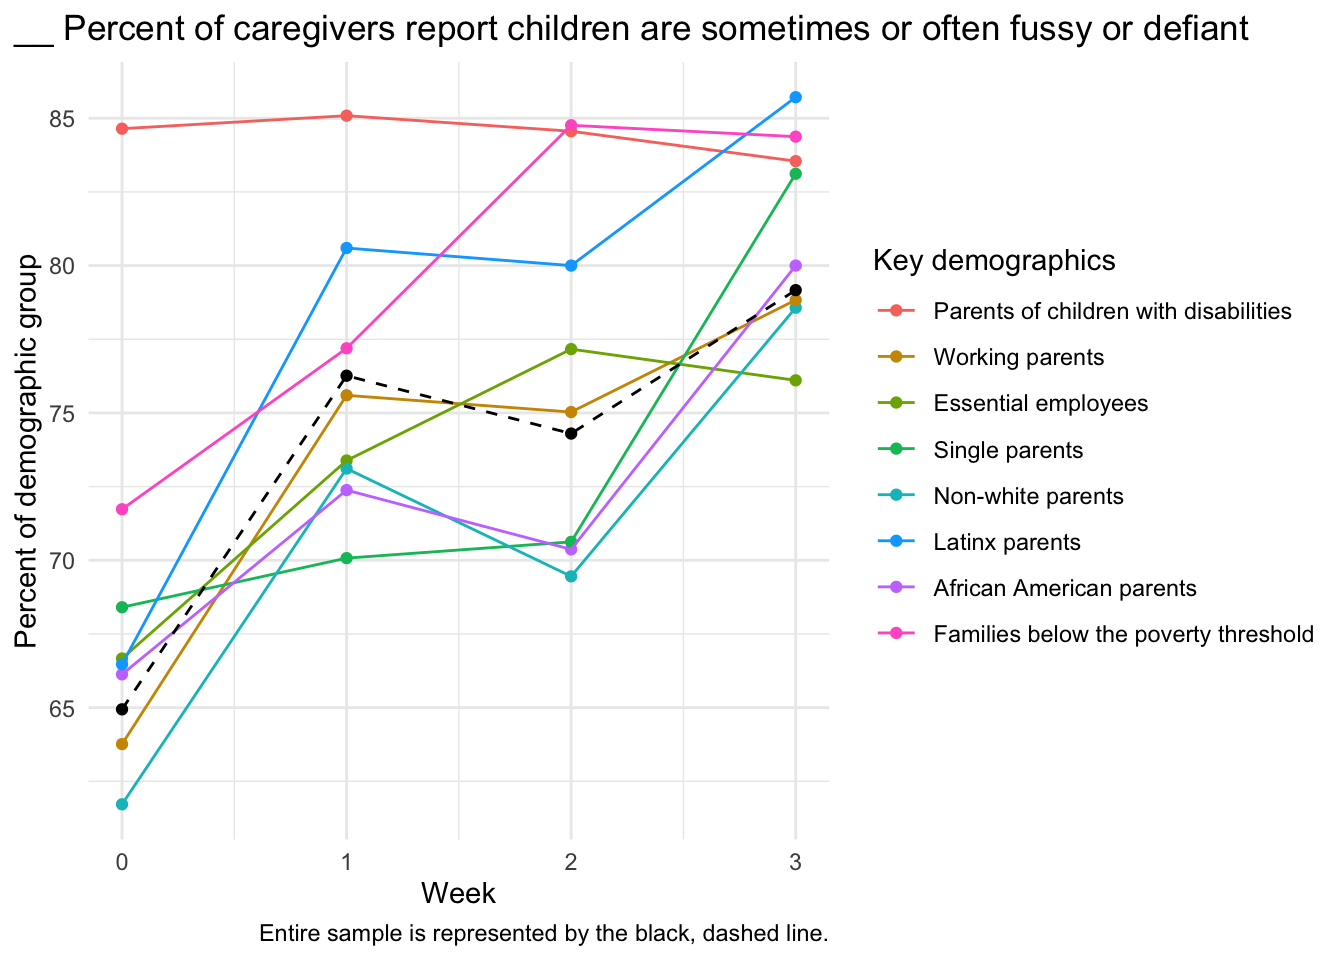 __ Percent of caregivers report children are sometimes or often fussy or defiant
Percent of demographic group
85
80
75
70
65
0 1 2 3
Week
Key demographics
Parents of children with disabilities
Working parents
Essential employees
Single parents
Non-white parents
Latinx parents
African American parents
Families below the poverty threshold
Entire sample is represented by the black, dashed line.